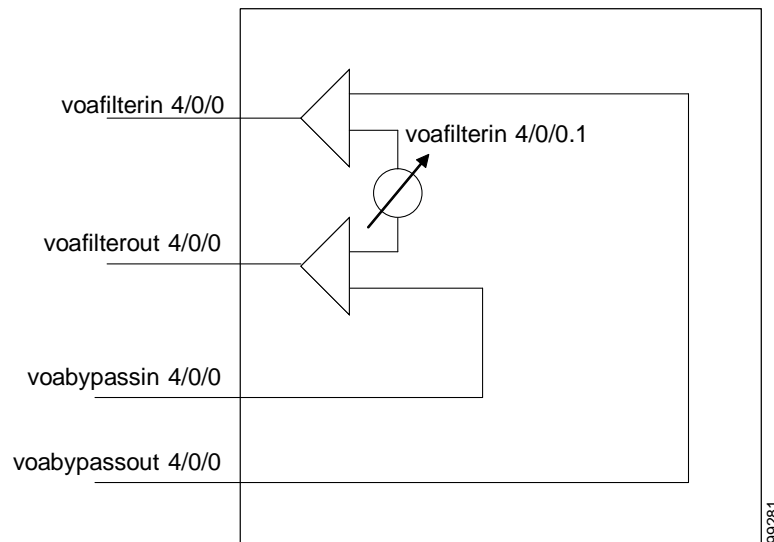 voafilterin 4/0/0
voafilterin 4/0/0.1
voafilterout 4/0/0
voabypassin 4/0/0
voabypassout 4/0/0
99281